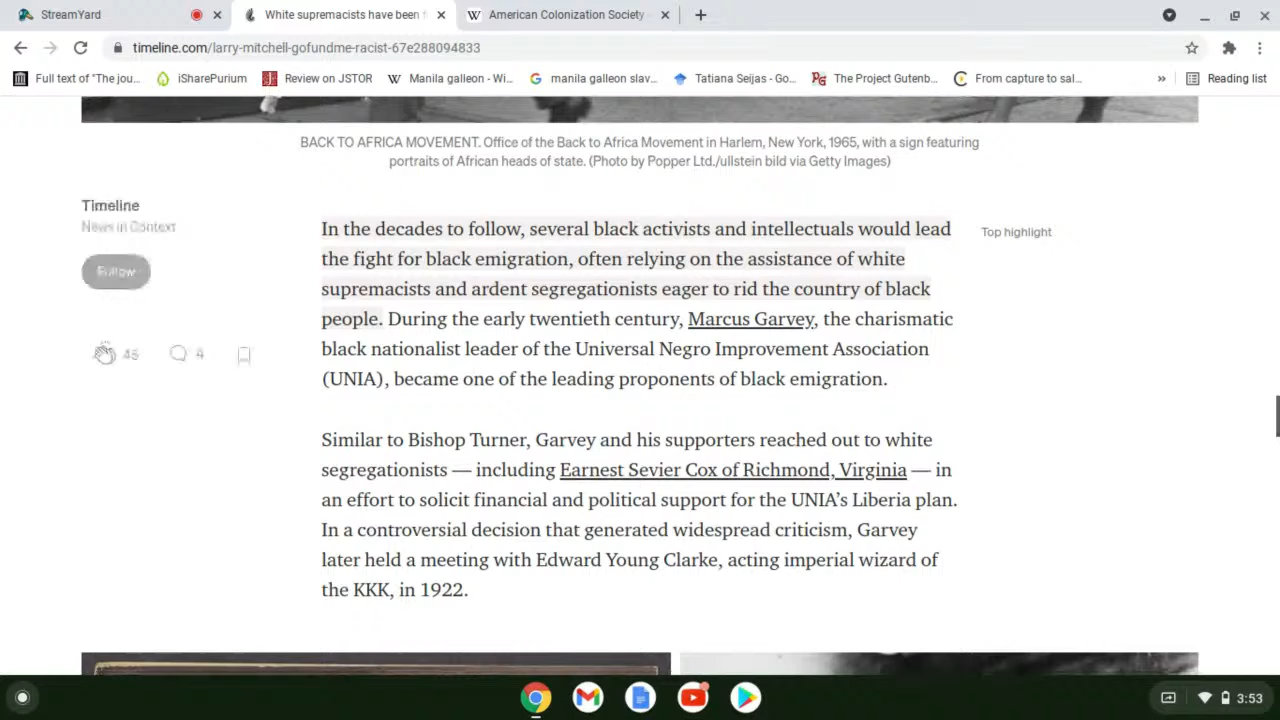 StreamYard
White supremacists have been f
American Colonization Society -
timeline.com/larry-mitchell-gofundme-racist-67e288094833
Full text of "The jou...
iSharePurium
Review on JSTOR
Manila galleon - Wi...
manila galleon slav...
Tatiana Seijas - Go...
The Project Gutenb...
From capture to sal...
»
Reading list
BACK TO AFRICA MOVEMENT. Office of the Back to Africa Movement in Harlem, New York, 1965, with a sign featuring
portraits of African heads of state. (Photo by Popper Ltd./ullstein bild via Getty Images)
Timeline
News in Context
Follow
45
4
In the decades to follow, several black activists and intellectuals would lead
the fight for black emigration, often relying on the assistance of white
supremacists and ardent segregationists eager to rid the country of black
people. During the early twentieth century, Marcus Garvey, the charismatic
black nationalist leader of the Universal Negro Improvement Association
(UNIA), became one of the leading proponents of black emigration.
Top highlight
Similar to Bishop Turner, Garvey and his supporters reached out to white
segregationists — including Earnest Sevier Cox of Richmond, Virginia — in
an effort to solicit financial and political support for the UNIA’s Liberia plan.
In a controversial decision that generated widespread criticism, Garvey
later held a meeting with Edward Young Clarke, acting imperial wizard of
the KKK, in 1922.
3:53